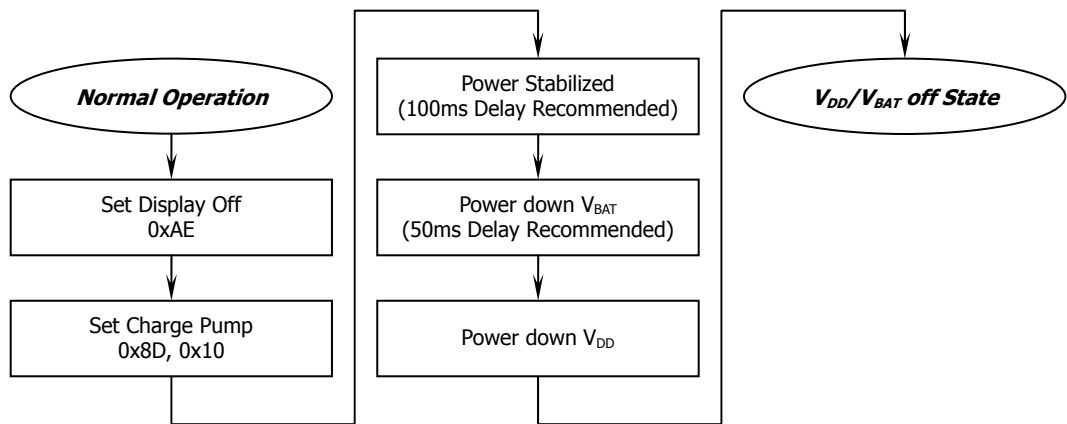 Normal Operation
Set Display Off
0xAE
Set Charge Pump
0x8D, 0x10
Power Stabilized
(100ms Delay Recommended)
Power down VBAT
(50ms Delay Recommended)
Power down VDD
VDD/VBAT off State